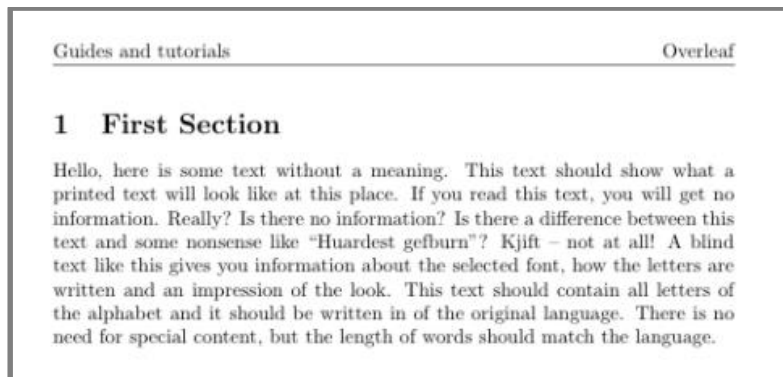 Guides and tutorials Overleaf
1 First Section
Hello, here is some text without a meaning. This text should show what a
printed text will look like at this place. If you read this text, you will get no
information. Really? Is there no information? Is there a difference between this
text and some nonsense like “Huardest gefburn”? Kjift – not at all! A blind
text like this gives you information about the selected font, how the letters are
written and an impression of the look. This text should contain all letters of
the alphabet and it should be written in of the original language. There is no
need for special content, but the length of words should match the language.